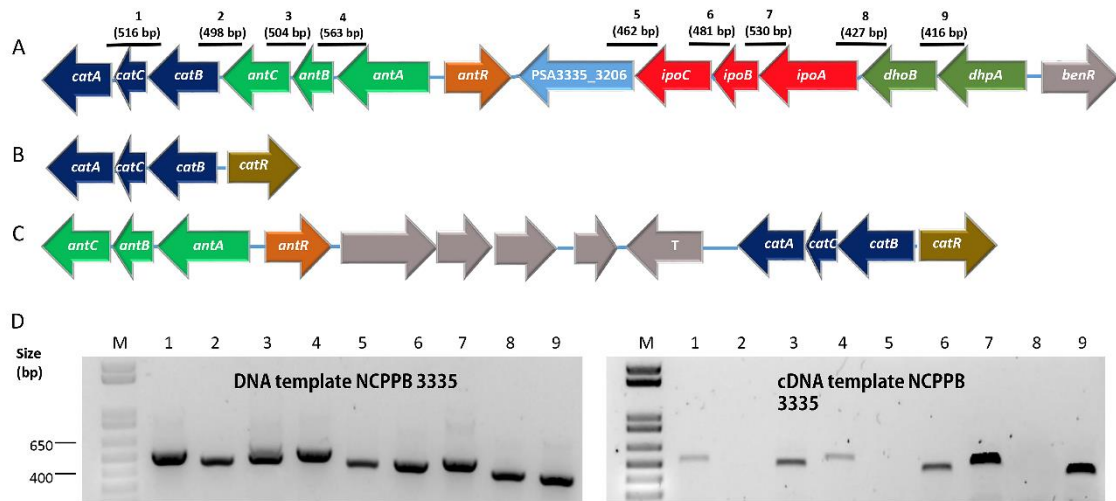 1 2 3 4 5 6 7 8 9
(516 bp) (498 bp) (504 bp) (563 bp) (462 bp) (481 bp) (530 bp) (427 bp) (416 bp)
A
catA catC catB antC antB antA antR PSA3335_3206 ipoC ipoB ipoA dhoB dhpA benR
B
catA catC catB catR
C
antC antB antA antR T catA catC catB catR
D
M 1 2 3 4 5 6 7 8 9 M 1 2 3 4 5 6 7 8 9
Size
(bp)
DNA template NCPPB 3335
cDNA template NCPPB
3335
650
400